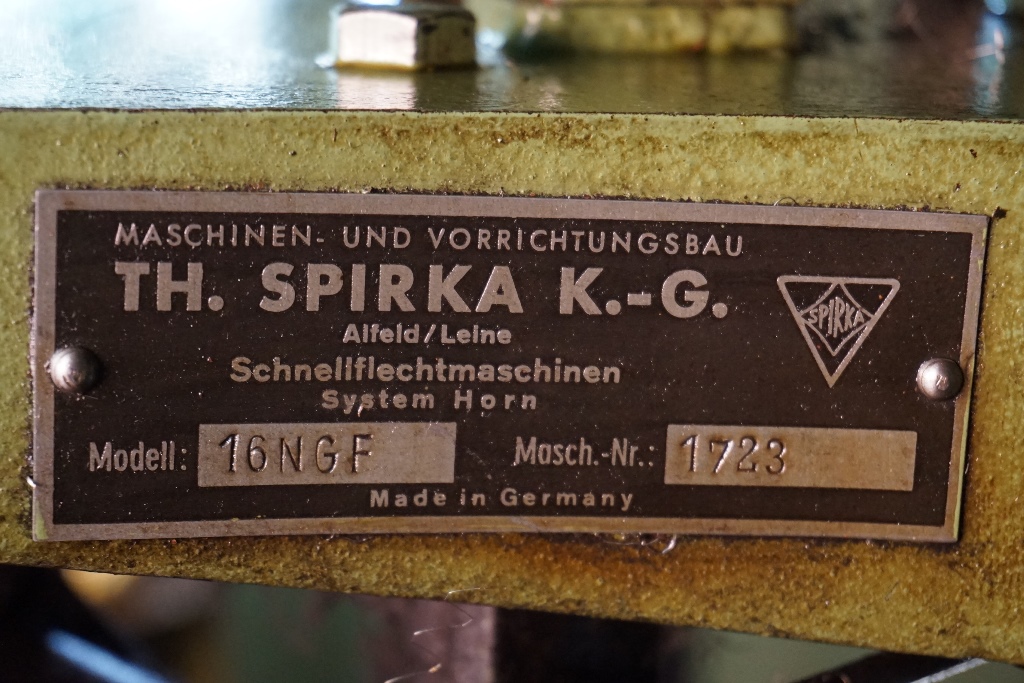 MASCHINEN- UND VORRICHTUNGSBAU
TH. SPIRKA K.-G.
SPIRKA
Alfeld/Leine
Schnellflechtmaschinen
System Horn
Modell: 16NGF Masch.-Nr.: 1723
Made in Germany